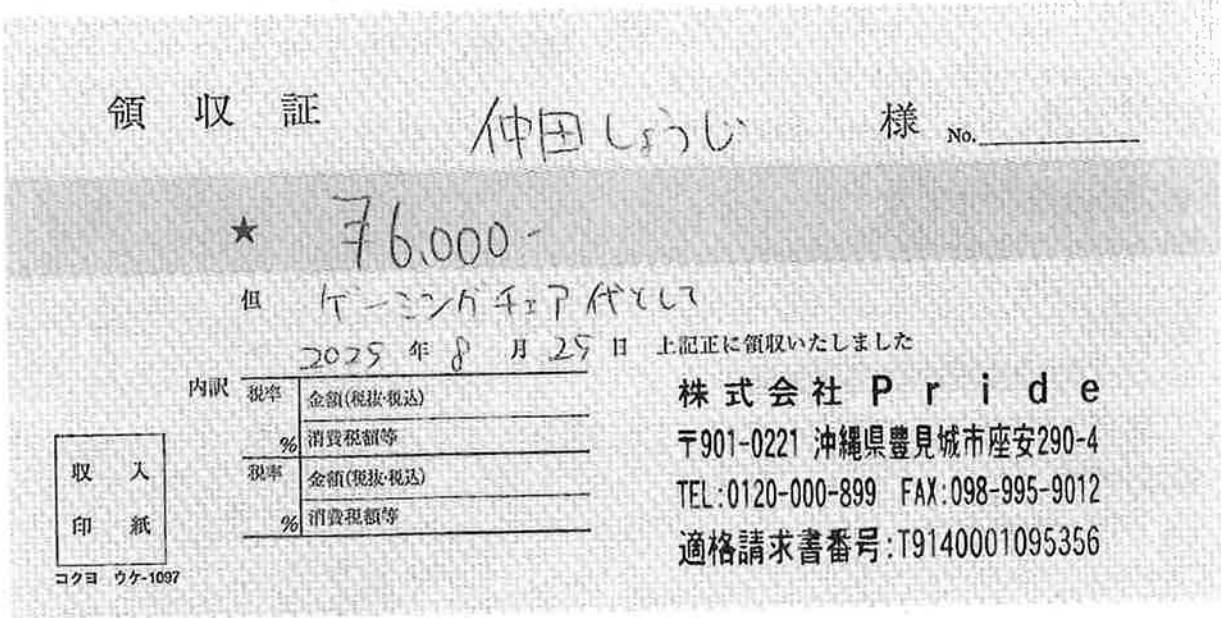 領収証 仲田しょうじ 様 No.
★ ¥6,000-
但 ゲーミングチェア代として
2025 年 8 月 25 日 上記正に領収いたしました
内訳 税率 金額(税抜・税込)
% 消費税額等
税率 金額(税抜・税込)
% 消費税額等
収入
印紙
コクヨ ウケ-1097
株式会社Pride
〒901-0221 沖縄県豊見城市座安290-4
TEL:0120-000-899 FAX:098-995-9012
適格請求書番号:T9140001095356